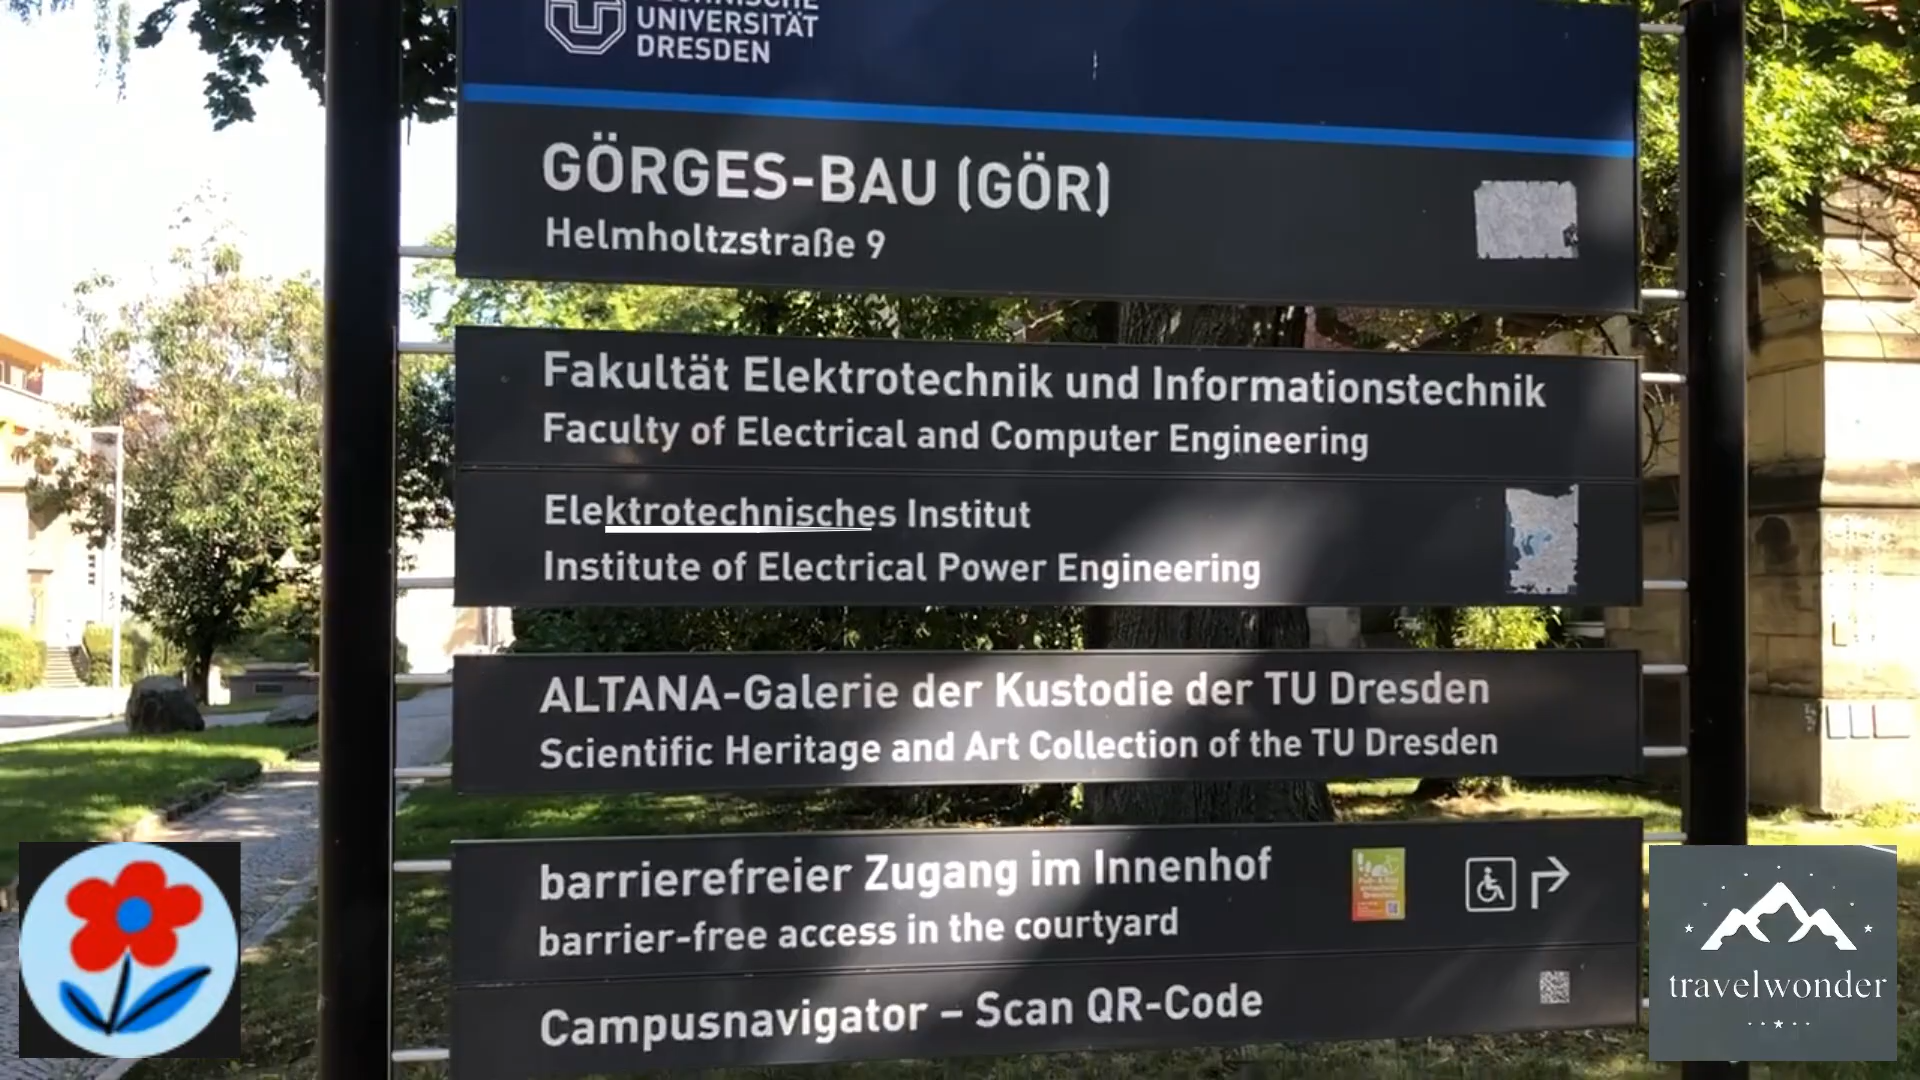 TECHNISCHE
UNIVERSITÄT
DRESDEN
GÖRGES-BAU (GÖR)
Helmholtzstraße 9
Fakultät Elektrotechnik und Informationstechnik
Faculty of Electrical and Computer Engineering
Elektrotechnisches Institut
Institute of Electrical Power Engineering
ALTANA-Galerie der Kustodie der TU Dresden
Scientific Heritage and Art Collection of the TU Dresden
barrierefreier Zugang im Innenhof
barrier-free access in the courtyard
Campusnavigator – Scan QR-Code
travelwonder